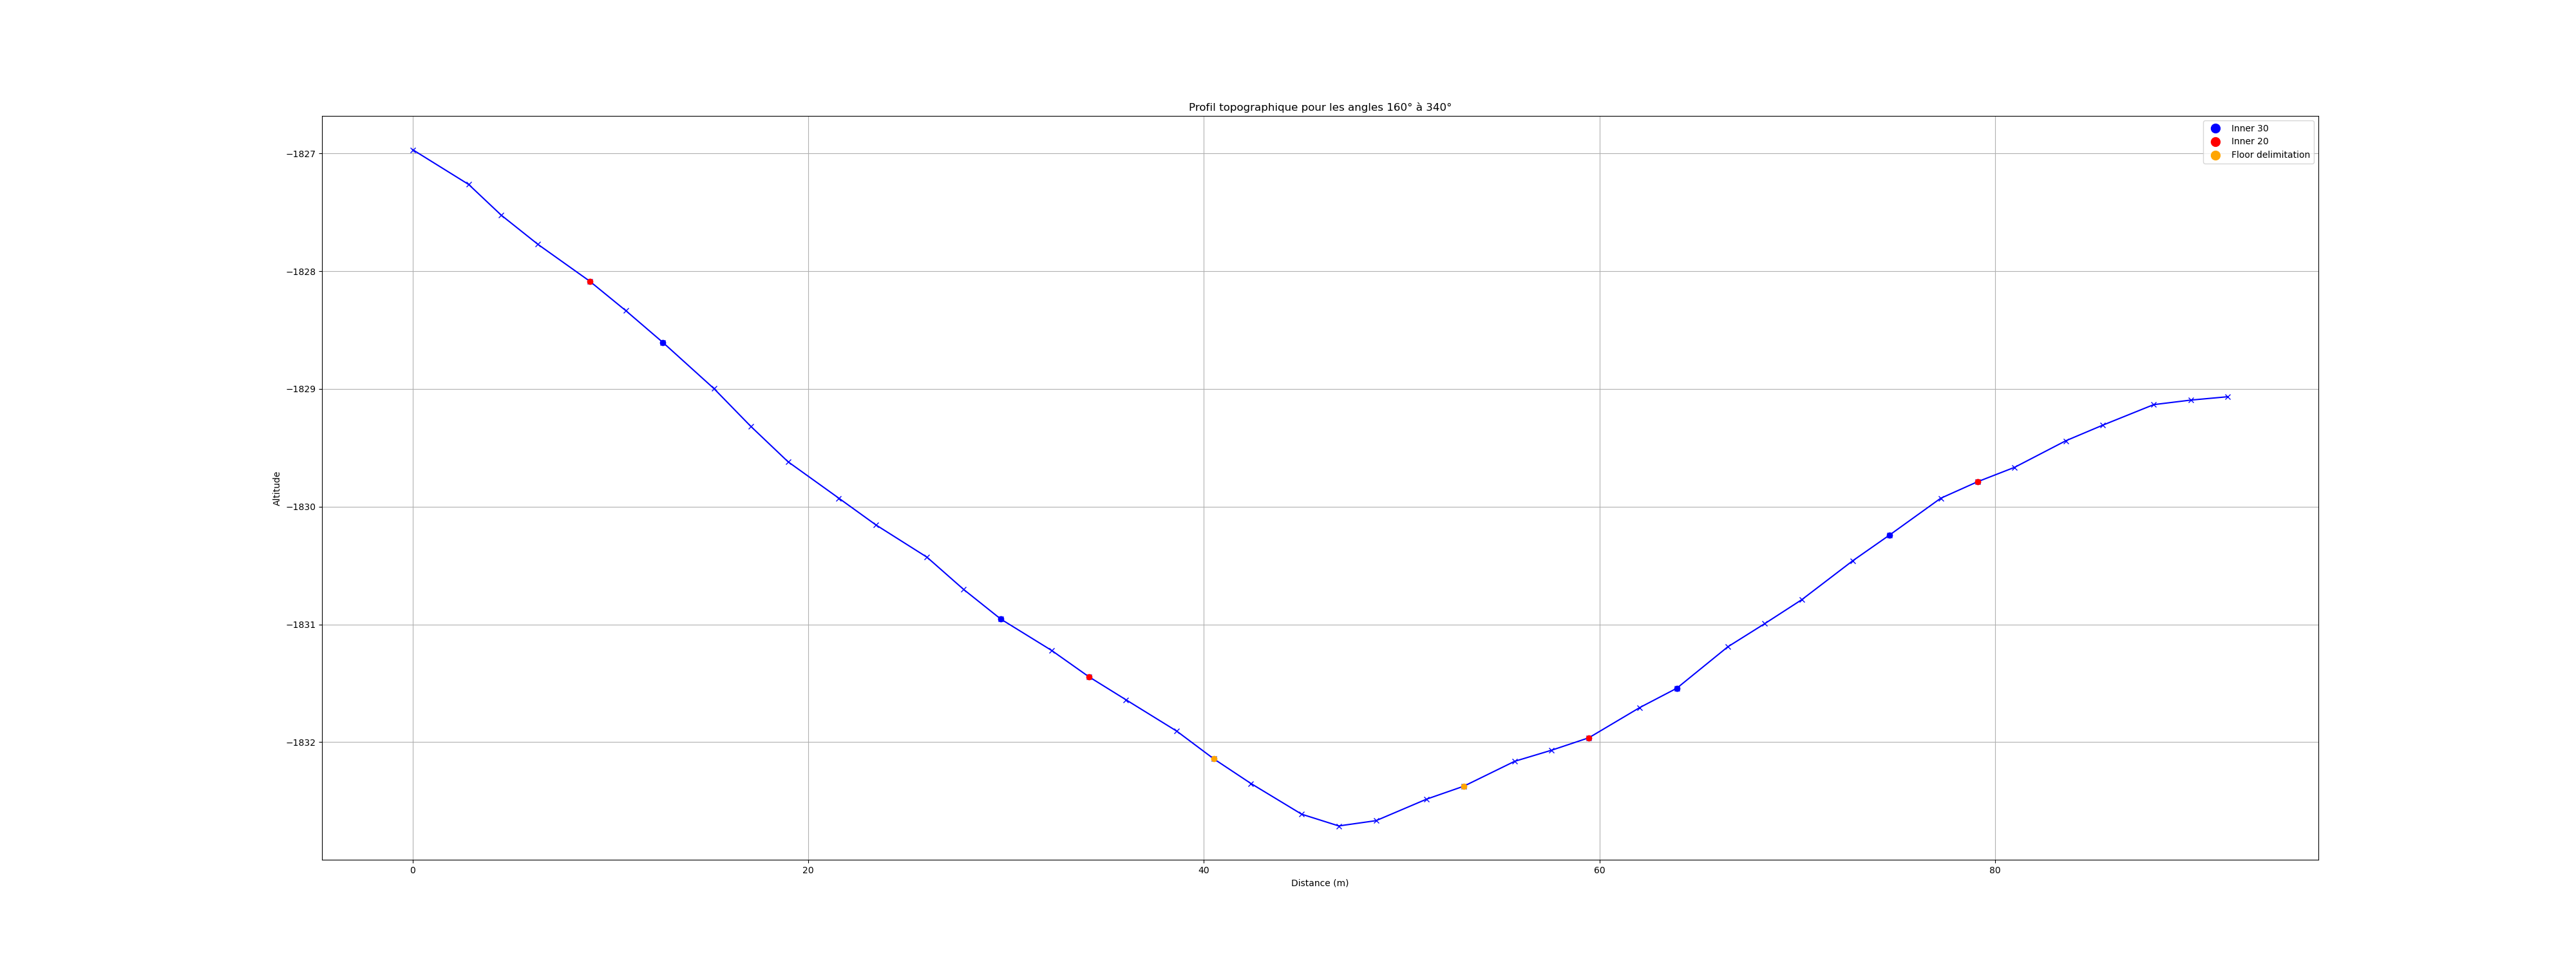 Profil topographique pour les angles 160° à 340°
Inner 30
Inner 20
Floor delimitation
Altitude
−1827
−1828
−1829
−1830
−1831
−1832
0
20
40
60
80
Distance (m)